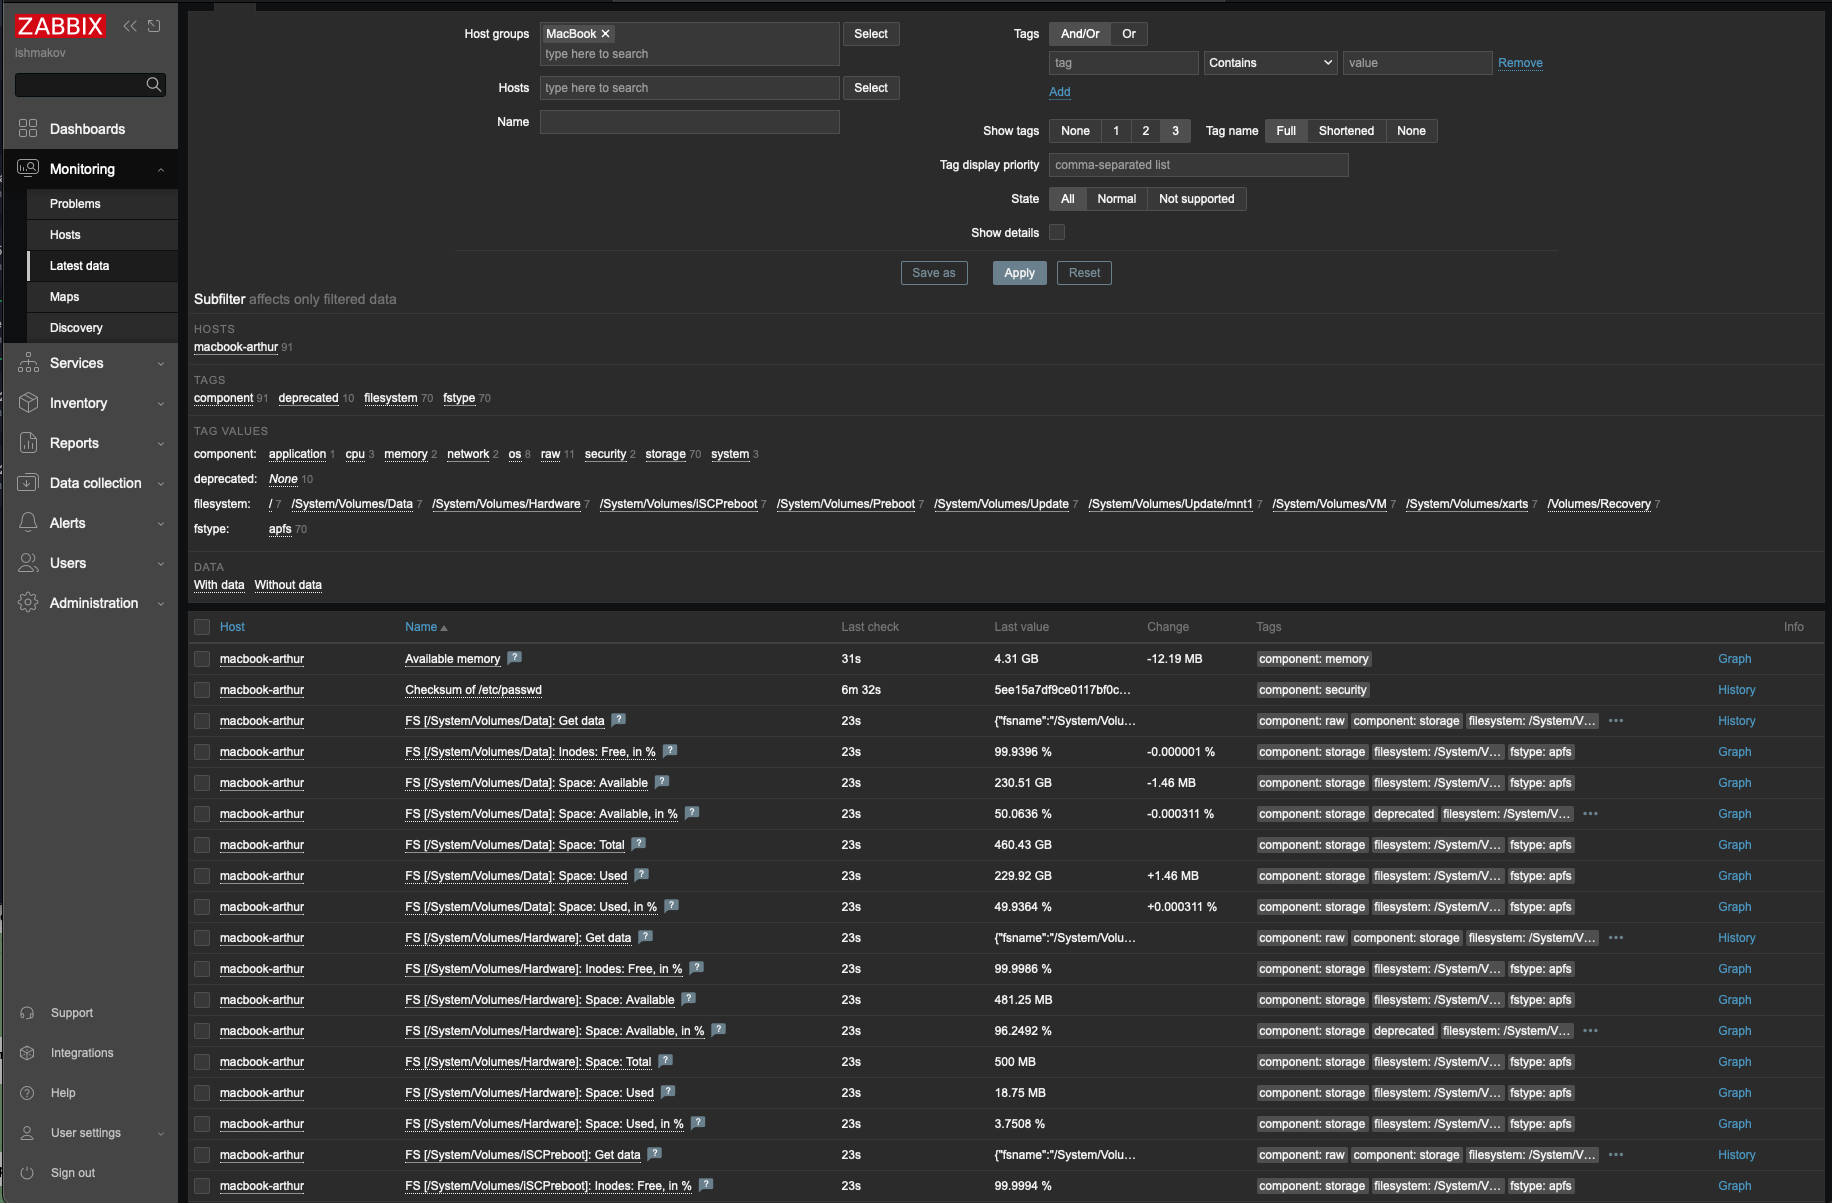 ZABBIX
ishmakov
Dashboards
Monitoring
Problems
Hosts
Latest data
Maps
Discovery
Services
Inventory
Reports
Data collection
Alerts
Users
Administration
Support
Integrations
Help
User settings
Sign out
Host groups MacBook ✕ type here to search Select
Hosts type here to search Select
Name
Tags And/Or Or
tag Contains value Remove
Add
Show tags None 1 2 3 Tag name Full Shortened None
Tag display priority comma-separated list
State All Normal Not supported
Show details
Save as Apply Reset
Subfilter affects only filtered data
HOSTS
macbook-arthur 91
TAGS
component 91 deprecated 10 filesystem 70 fstype 70
TAG VALUES
component: application 1 cpu 3 memory 2 network 2 os 8 raw 11 security 2 storage 70 system 3
deprecated: None 10
filesystem: / 7 /System/Volumes/Data 7 /System/Volumes/Hardware 7 /System/Volumes/iSCPreboot 7 /System/Volumes/Preboot 7 /System/Volumes/Update 7 /System/Volumes/Update/mnt1 7 /System/Volumes/VM 7 /System/Volumes/xarts 7 /Volumes/Recovery 7
fstype: apfs 70
DATA
With data Without data
Host Name Last check Last value Change Tags Info
macbook-arthur Available memory ? 31s 4.31 GB -12.19 MB component: memory Graph
macbook-arthur Checksum of /etc/passwd 6m 32s 5ee15a7df9ce0117bf0c... component: security History
macbook-arthur FS [/System/Volumes/Data]: Get data ? 23s {"fsname":"/System/Volu... component: raw component: storage filesystem: /System/V... ••• History
macbook-arthur FS [/System/Volumes/Data]: Inodes: Free, in % ? 23s 99.9396 % -0.000001 % component: storage filesystem: /System/V... fstype: apfs Graph
macbook-arthur FS [/System/Volumes/Data]: Space: Available ? 23s 230.51 GB -1.46 MB component: storage filesystem: /System/V... fstype: apfs Graph
macbook-arthur FS [/System/Volumes/Data]: Space: Available, in % ? 23s 50.0636 % -0.000311 % component: storage deprecated filesystem: /System/V... ••• Graph
macbook-arthur FS [/System/Volumes/Data]: Space: Total ? 23s 460.43 GB component: storage filesystem: /System/V... fstype: apfs Graph
macbook-arthur FS [/System/Volumes/Data]: Space: Used ? 23s 229.92 GB +1.46 MB component: storage filesystem: /System/V... fstype: apfs Graph
macbook-arthur FS [/System/Volumes/Data]: Space: Used, in % ? 23s 49.9364 % +0.000311 % component: storage filesystem: /System/V... fstype: apfs Graph
macbook-arthur FS [/System/Volumes/Hardware]: Get data ? 23s {"fsname":"/System/Volu... component: raw component: storage filesystem: /System/V... ••• History
macbook-arthur FS [/System/Volumes/Hardware]: Inodes: Free, in % ? 23s 99.9986 % component: storage filesystem: /System/V... fstype: apfs Graph
macbook-arthur FS [/System/Volumes/Hardware]: Space: Available ? 23s 481.25 MB component: storage filesystem: /System/V... fstype: apfs Graph
macbook-arthur FS [/System/Volumes/Hardware]: Space: Available, in % ? 23s 96.2492 % component: storage deprecated filesystem: /System/V... ••• Graph
macbook-arthur FS [/System/Volumes/Hardware]: Space: Total ? 23s 500 MB component: storage filesystem: /System/V... fstype: apfs Graph
macbook-arthur FS [/System/Volumes/Hardware]: Space: Used ? 23s 18.75 MB component: storage filesystem: /System/V... fstype: apfs Graph
macbook-arthur FS [/System/Volumes/Hardware]: Space: Used, in % ? 23s 3.7508 % component: storage filesystem: /System/V... fstype: apfs Graph
macbook-arthur FS [/System/Volumes/iSCPreboot]: Get data ? 23s {"fsname":"/System/Volu... component: raw component: storage filesystem: /System/V... ••• History
macbook-arthur FS [/System/Volumes/iSCPreboot]: Inodes: Free, in % ? 23s 99.9994 % component: storage filesystem: /System/V... fstype: apfs Graph